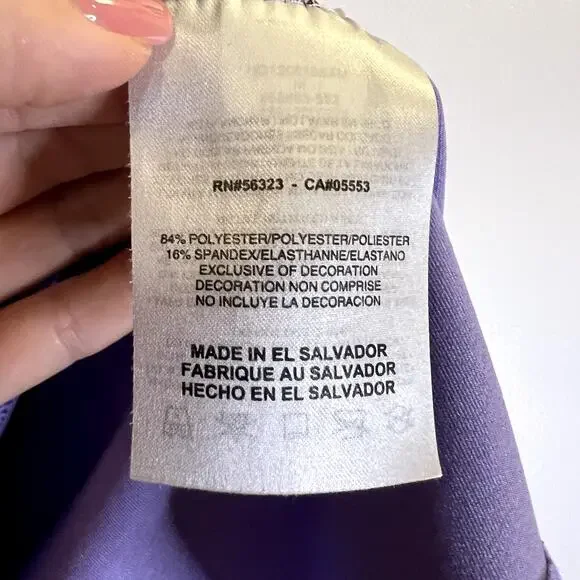 RN#56323 - CA#05553
84% POLYESTER/POLYESTER/POLIESTER
16% SPANDEX/ELASTHANNE/ELASTANO
EXCLUSIVE OF DECORATION
DECORATION NON COMPRISE
NO INCLUYE LA DECORACION
MADE IN EL SALVADOR
FABRIQUE AU SALVADOR
HECHO EN EL SALVADOR